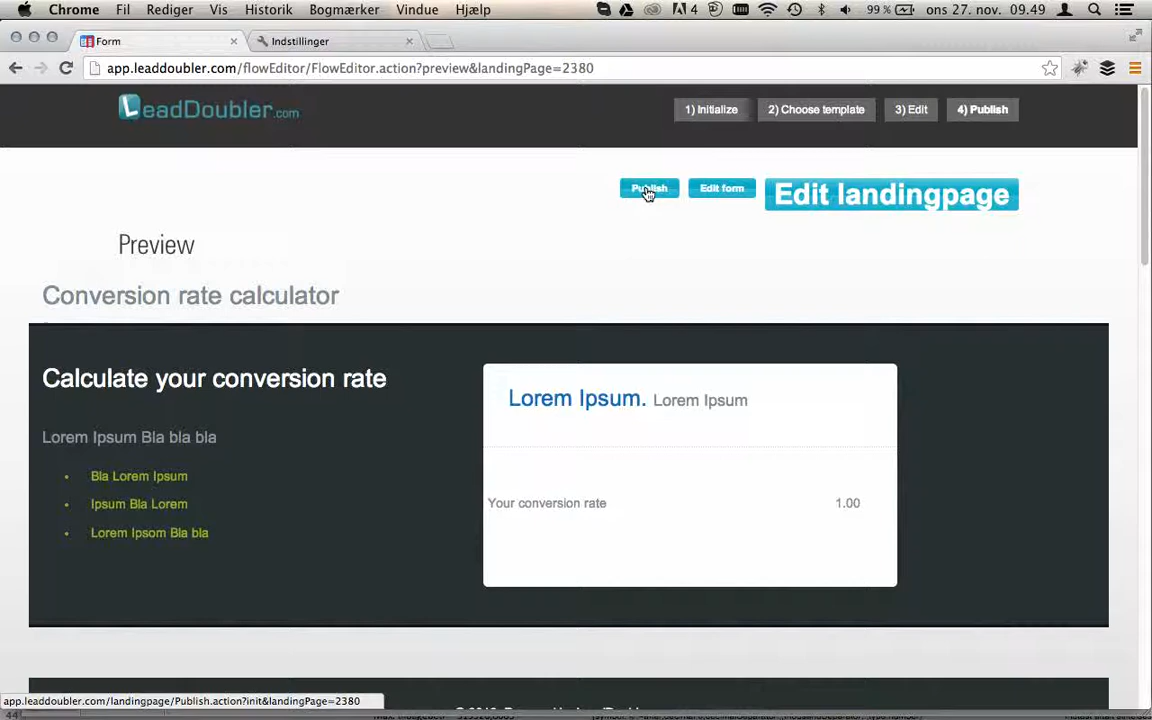 Chrome Fil Rediger Vis Historik Bogmærker Vindue Hjælp 4 99 % ons 27. nov. 09.49
Form Indstillinger
app.leaddoubler.com/flowEditor/FlowEditor.action?preview&landingPage=2380
LeadDoubler.com 1) Initialize 2) Choose template 3) Edit 4) Publish
Publish Edit form Edit landingpage
Preview
Conversion rate calculator
Calculate your conversion rate
Lorem Ipsum. Lorem Ipsum
Lorem Ipsum Bla bla bla
• Bla Lorem Ipsum
Your conversion rate 1.00
• Ipsum Bla Lorem
• Lorem Ipsom Bla bla
app.leaddoubler.com/landingpage/Publish.action?init&landingPage=2380